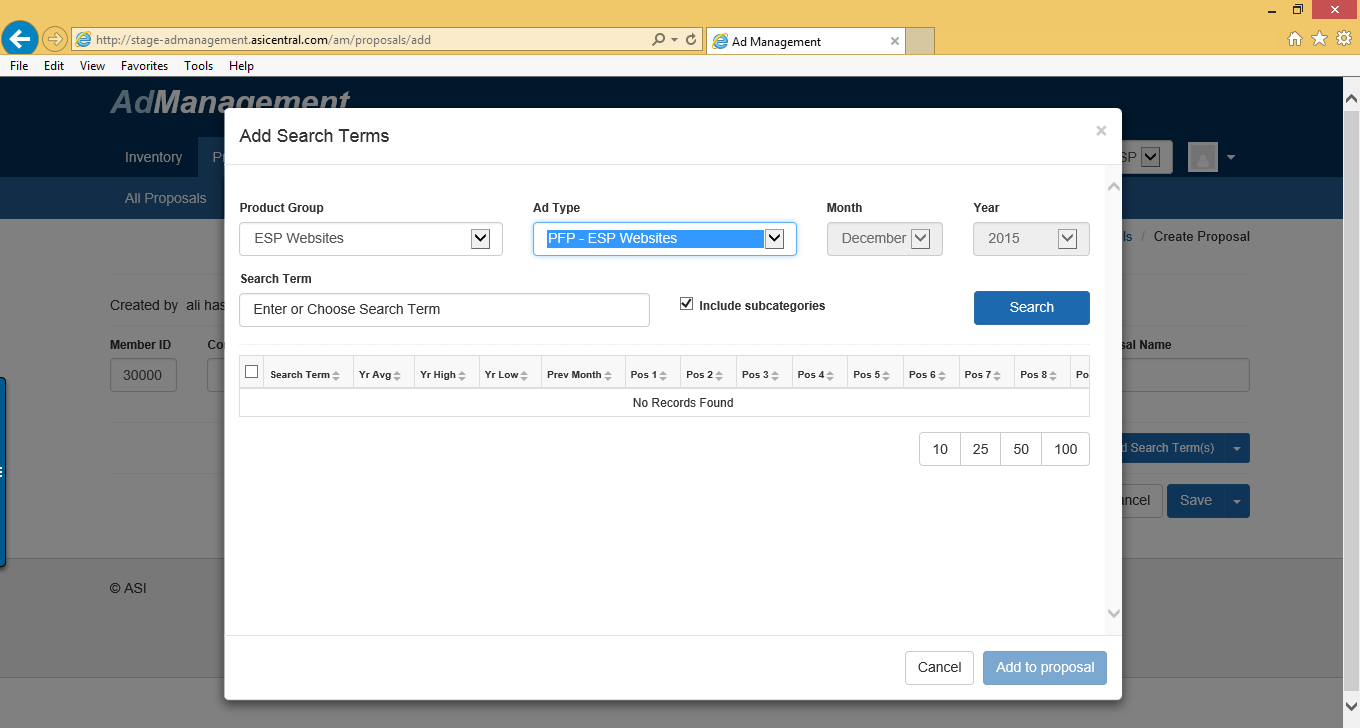 http://stage-admanagement.asicentral.com/am/proposals/add
Ad Management
File Edit View Favorites Tools Help
AdManagement
Add Search Terms
×
Inventory
All Proposals
Product Group Ad Type Month Year
ESP Websites PFP - ESP Websites December 2015
/ Create Proposal
Search Term
Enter or Choose Search Term Include subcategories Search
Created by ali has
Member ID
30000
Search Term Yr Avg Yr High Yr Low Prev Month Pos 1 Pos 2 Pos 3 Pos 4 Pos 5 Pos 6 Pos 7 Pos 8 Po
No Records Found
10 25 50 100
Name
Search Term(s)
Save
© ASI
Cancel Add to proposal